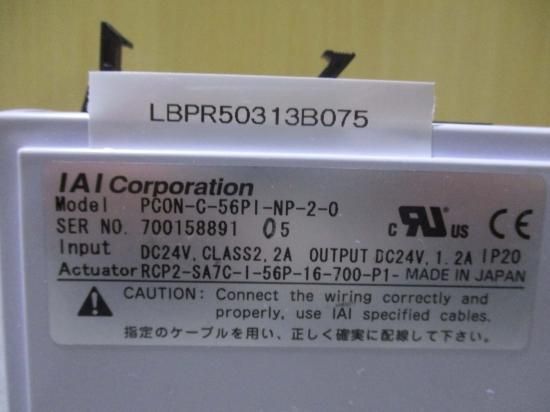 LBPR50313B075
IAI Corporation
Model PCON-C-56PI-NP-2-0
SER NO. 700158891 05
Input DC24V, CLASS2, 2A OUTPUT DC24V, 1.2A IP20
Actuator RCP2-SA7C-I-56P-16-700-P1- MADE IN JAPAN
CAUTION: Connect the wiring correctly and
properly, use IAI specified cables.
指定のケーブルを用い、正しく確実に配線して下さい。
c RU us CE